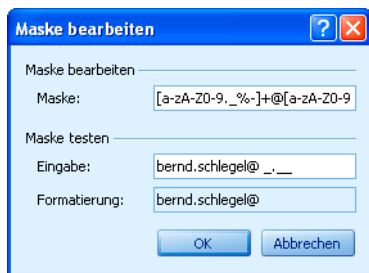 Maske bearbeiten
Maske bearbeiten
Maske: [a-zA-Z0-9._%-]+@[a-zA-Z0-9
Maske testen
Eingabe: bernd.schlegel@ _.__
Formatierung: bernd.schlegel@
OK Abbrechen